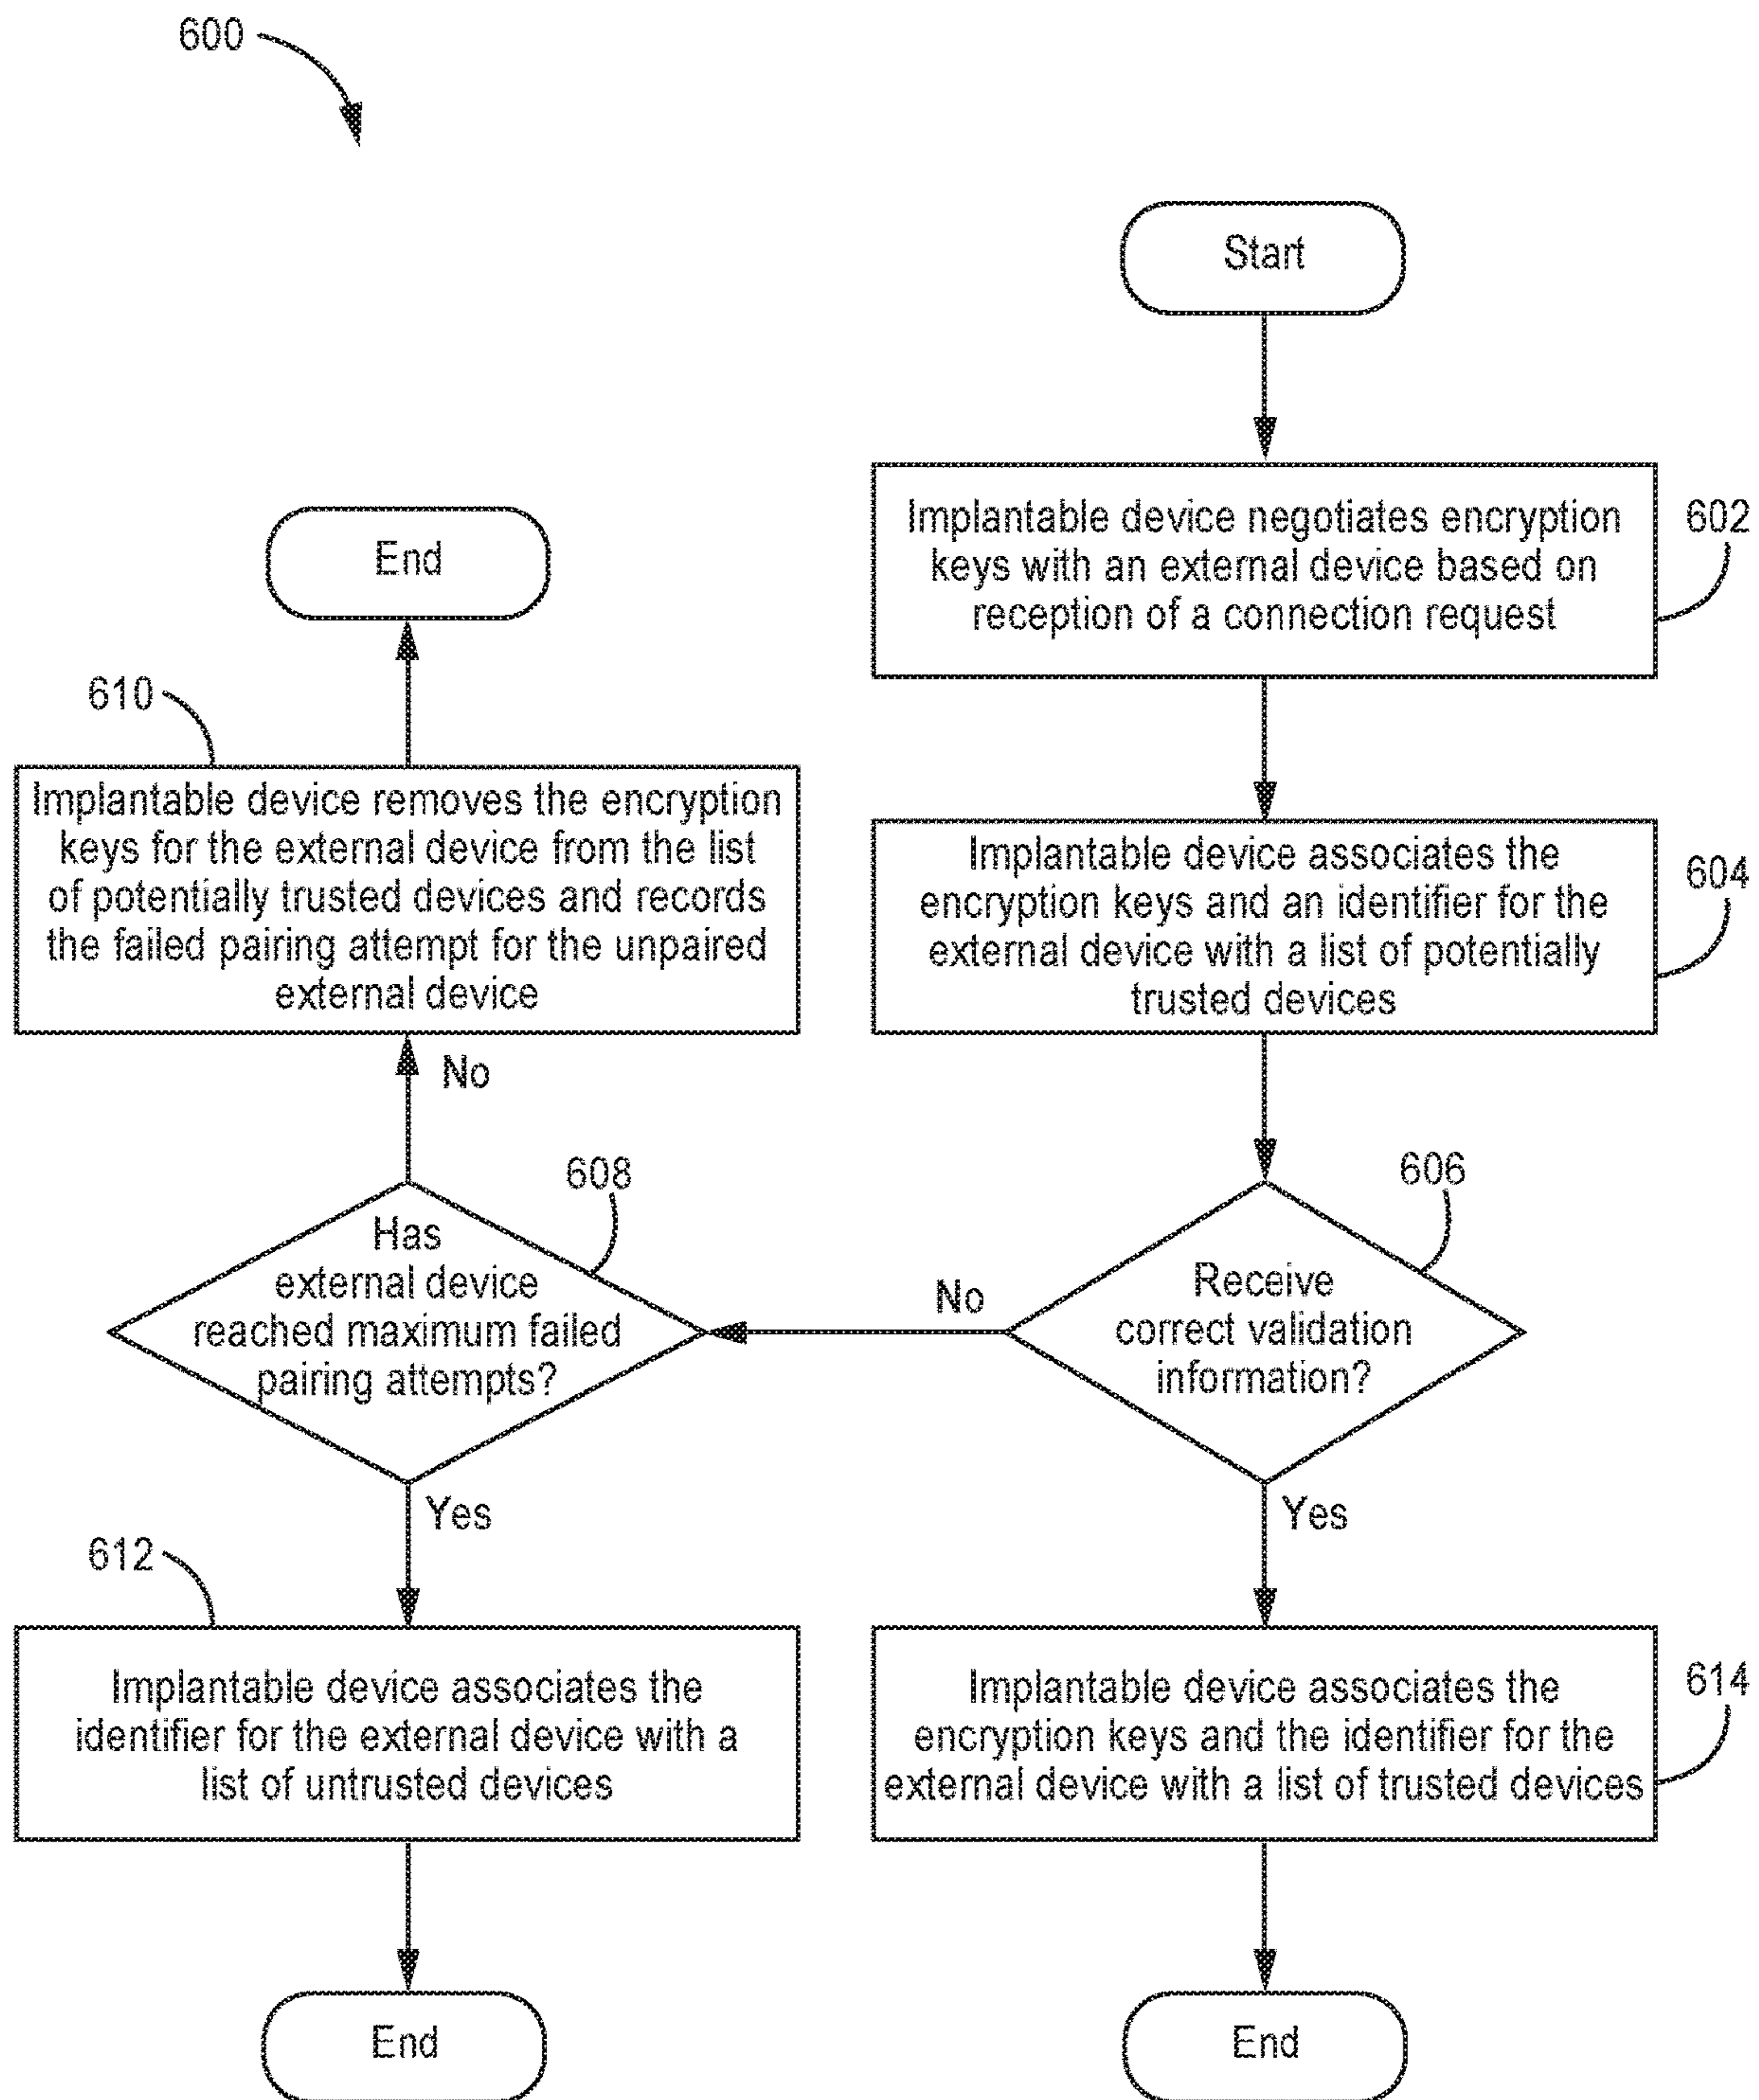 600
Start
Implantable device negotiates encryption
keys with an external device based on
reception of a connection request
602
Implantable device associates the
encryption keys and an identifier for the
external device with a list of potentially
trusted devices
604
Receive
correct validation
information?
606
No
Yes
Has
external device
reached maximum failed
pairing attempts?
608
No
Yes
610
Implantable device removes the encryption
keys for the external device from the list
of potentially trusted devices and records
the failed pairing attempt for the unpaired
external device
End
612
Implantable device associates the
identifier for the external device with a
list of untrusted devices
End
Implantable device associates the
encryption keys and the identifier for the
external device with a list of trusted devices
614
End